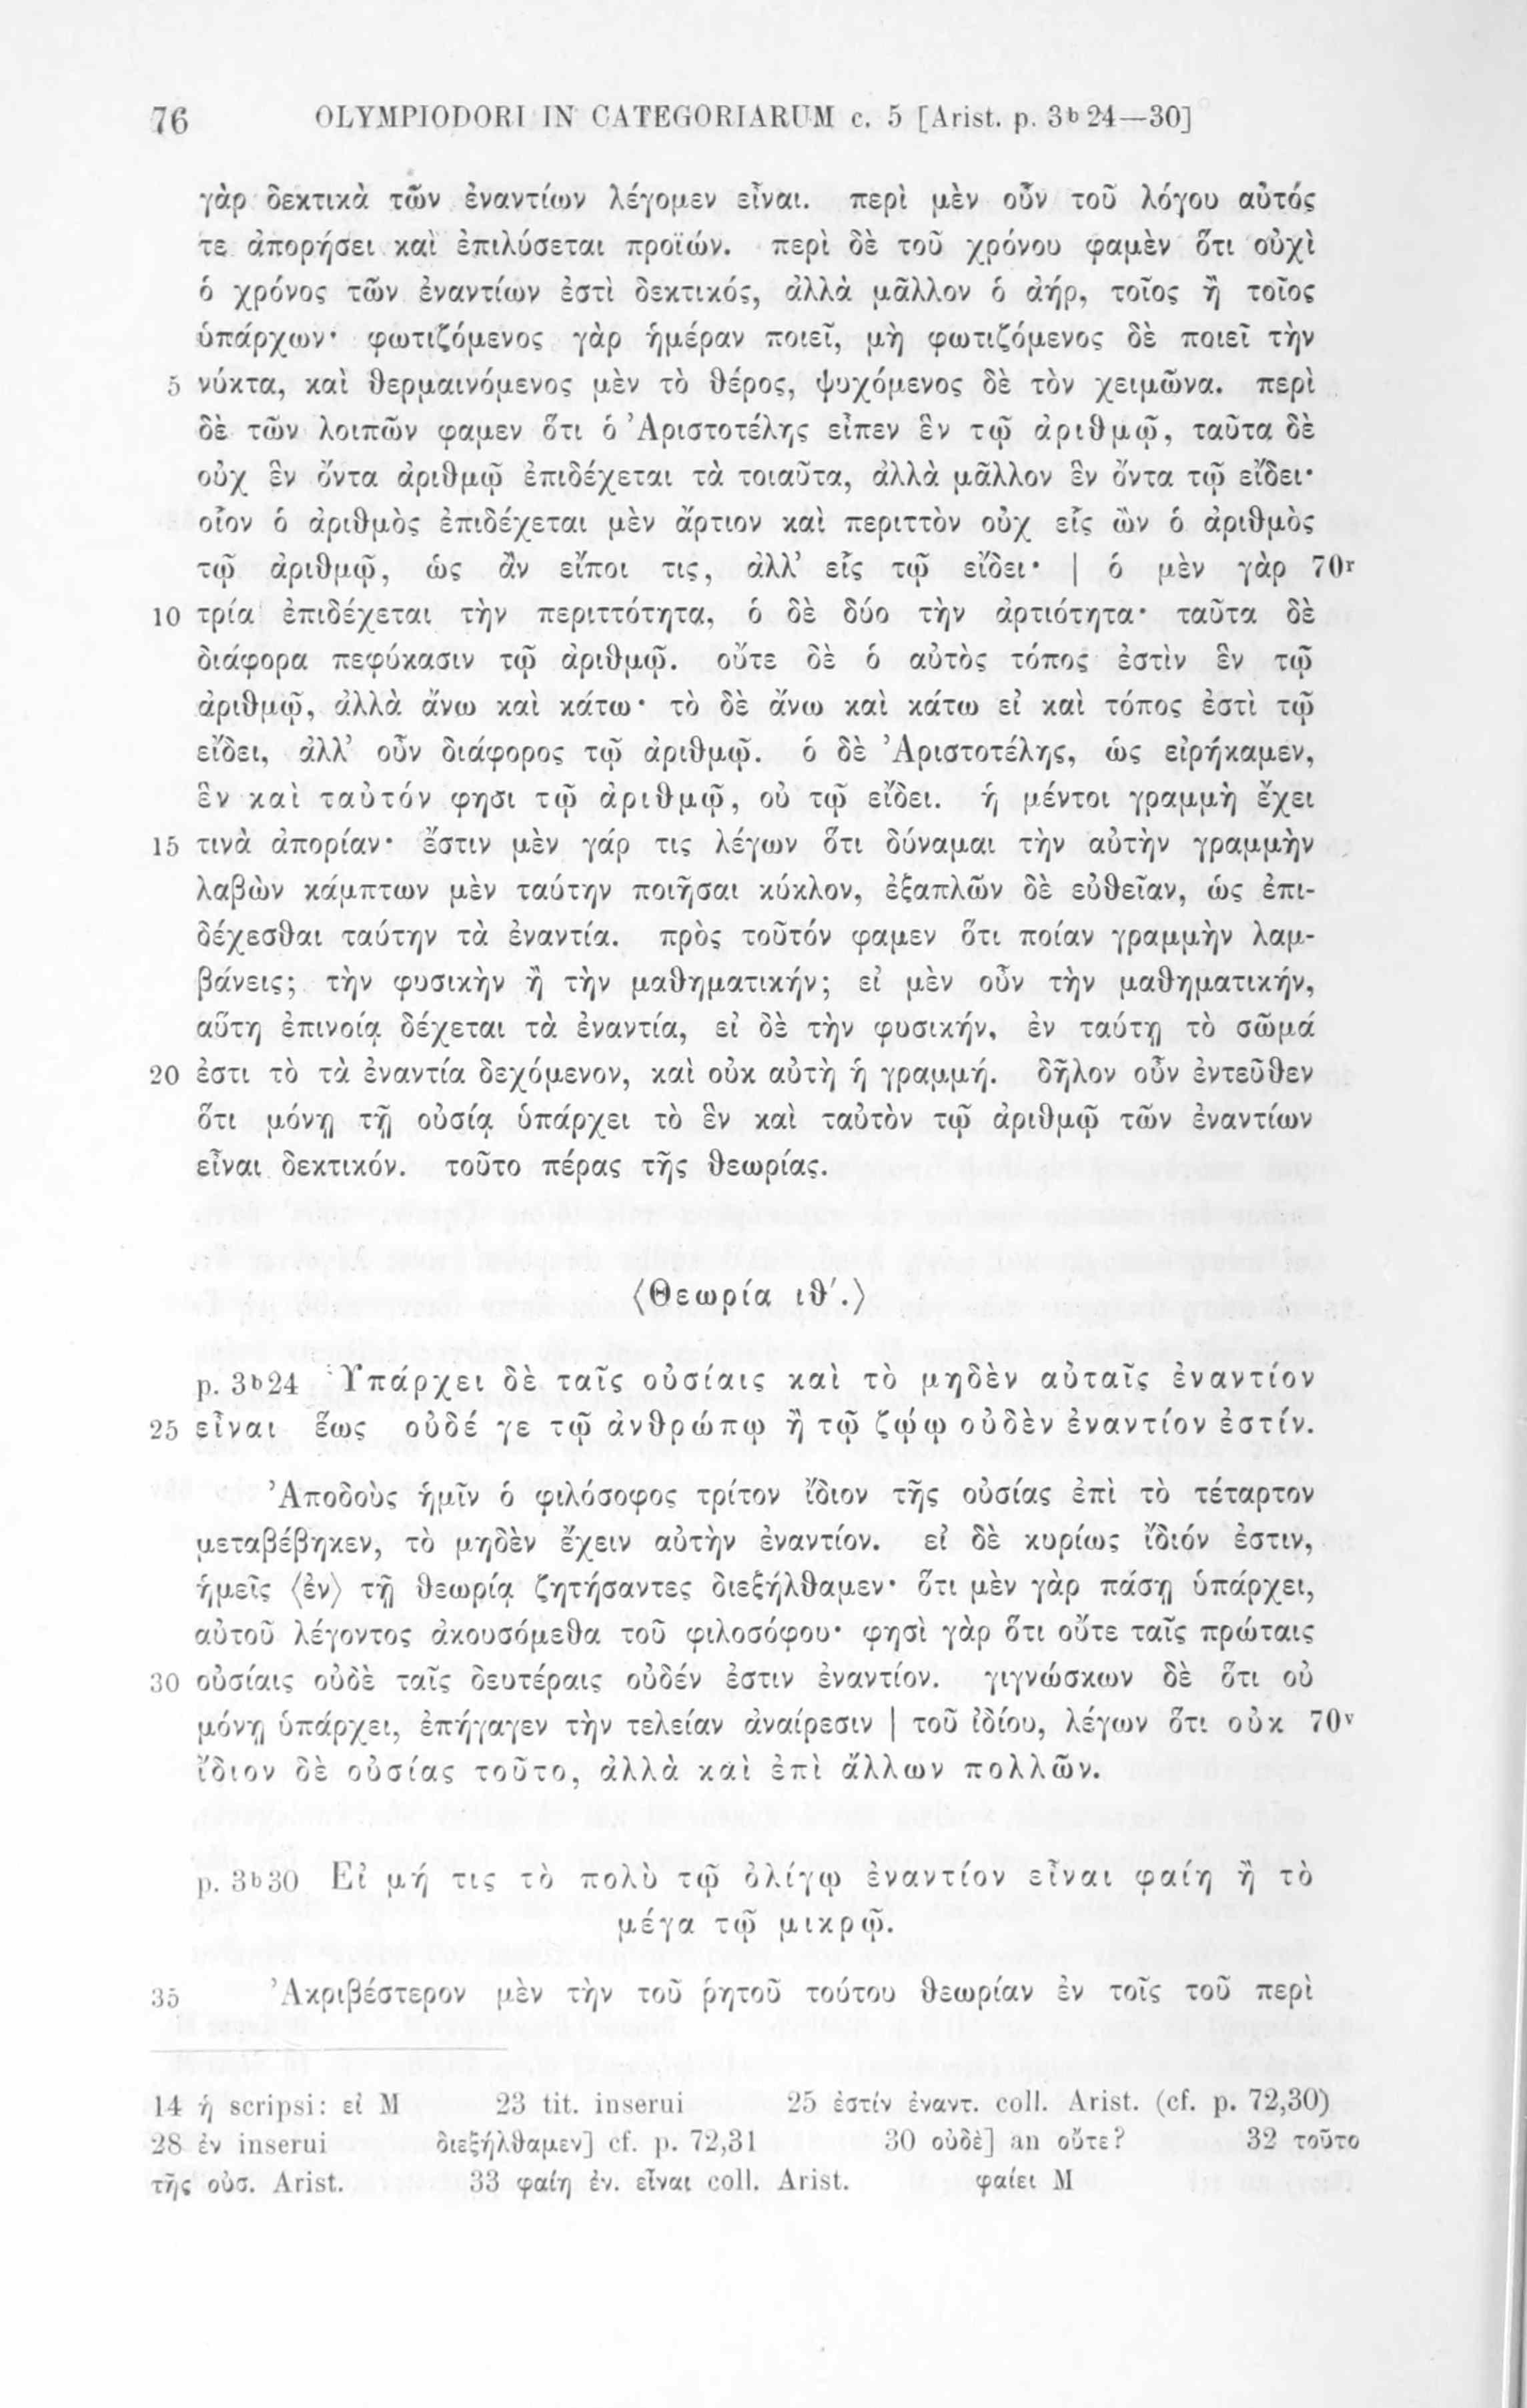 76 OLYMPIODORI IN CATEGORIARUM c. 5 [Arist. p. 3b 24—30]
γὰρ δεκτικὰ τῶν ἐναντίων λέγομεν εἶναι. περὶ μὲν οὖν τοῦ λόγου αὐτός
τε ἀπορήσει καὶ ἐπιλύσεται προϊών. περὶ δὲ τοῦ χρόνου φαμὲν ὅτι οὐχὶ
ὁ χρόνος τῶν ἐναντίων ἐστὶ δεκτικός, ἀλλὰ μᾶλλον ὁ ἀήρ, τοῖος ἢ τοῖος
ὑπάρχων· φωτιζόμενος γὰρ ἡμέραν ποιεῖ, μὴ φωτιζόμενος δὲ ποιεῖ τὴν
5 νύκτα, καὶ θερμαινόμενος μὲν τὸ θέρος, ψυχόμενος δὲ τὸν χειμῶνα. περὶ
δὲ τῶν λοιπῶν φαμεν ὅτι ὁ Ἀριστοτέλης εἶπεν ἓν τῷ ἀριθμῷ, ταῦτα δὲ
οὐχ ἓν ὄντα ἀριθμῷ ἐπιδέχεται τὰ τοιαῦτα, ἀλλὰ μᾶλλον ἓν ὄντα τῷ εἴδει·
οἷον ὁ ἀριθμὸς ἐπιδέχεται μὲν ἄρτιον καὶ περιττὸν οὐχ εἷς ὢν ὁ ἀριθμὸς
τῷ ἀριθμῷ, ὡς ἂν εἴποι τις, ἀλλ’ εἷς τῷ εἴδει· | ὁ μὲν γὰρ 70r
10 τρία ἐπιδέχεται τὴν περιττότητα, ὁ δὲ δύο τὴν ἀρτιότητα· ταῦτα δὲ
διάφορα πεφύκασιν τῷ ἀριθμῷ. οὔτε δὲ ὁ αὐτὸς τόπος ἐστὶν ἓν τῷ
ἀριθμῷ, ἀλλὰ ἄνω καὶ κάτω· τὸ δὲ ἄνω καὶ κάτω εἰ καὶ τόπος ἐστὶ τῷ
εἴδει, ἀλλ’ οὖν διάφορος τῷ ἀριθμῷ. ὁ δὲ Ἀριστοτέλης, ὡς εἰρήκαμεν,
ἓν καὶ ταὐτόν φησι τῷ ἀριθμῷ, οὐ τῷ εἴδει. ἡ μέντοι γραμμὴ ἔχει
15 τινὰ ἀπορίαν· ἔστιν μὲν γάρ τις λέγων ὅτι δύναμαι τὴν αὐτὴν γραμμὴν
λαβὼν κάμπτων μὲν ταύτην ποιῆσαι κύκλον, ἐξαπλῶν δὲ εὐθεῖαν, ὡς ἐπι-
δέχεσθαι ταύτην τὰ ἐναντία. πρὸς τοῦτόν φαμεν ὅτι ποίαν γραμμὴν λαμ-
βάνεις; τὴν φυσικὴν ἢ τὴν μαθηματικήν; εἰ μὲν οὖν τὴν μαθηματικήν,
αὕτη ἐπινοίᾳ δέχεται τὰ ἐναντία, εἰ δὲ τὴν φυσικήν, ἐν ταύτῃ τὸ σῶμά
20 ἐστι τὸ τὰ ἐναντία δεχόμενον, καὶ οὐκ αὐτὴ ἡ γραμμή. δῆλον οὖν ἐντεῦθεν
ὅτι μόνῃ τῇ οὐσίᾳ ὑπάρχει τὸ ἓν καὶ ταὐτὸν τῷ ἀριθμῷ τῶν ἐναντίων
εἶναι δεκτικόν. τοῦτο πέρας τῆς θεωρίας.
⟨Θεωρία ιθ′.⟩
p. 3b24 Ὑπάρχει δὲ ταῖς οὐσίαις καὶ τὸ μηδὲν αὐταῖς ἐναντίον
25 εἶναι ἕως οὐδέ γε τῷ ἀνθρώπῳ ἢ τῷ ζῴῳ οὐδὲν ἐναντίον ἐστίν.
Ἀποδοὺς ἡμῖν ὁ φιλόσοφος τρίτον ἴδιον τῆς οὐσίας ἐπὶ τὸ τέταρτον
μεταβέβηκεν, τὸ μηδὲν ἔχειν αὐτὴν ἐναντίον. εἰ δὲ κυρίως ἴδιόν ἐστιν,
ἡμεῖς ⟨ἐν⟩ τῇ θεωρίᾳ ζητήσαντες διεξήλθαμεν· ὅτι μὲν γὰρ πάσῃ ὑπάρχει,
αὐτοῦ λέγοντος ἀκουσόμεθα τοῦ φιλοσόφου· φησὶ γὰρ ὅτι οὔτε ταῖς πρώταις
30 οὐσίαις οὐδὲ ταῖς δευτέραις οὐδέν ἐστιν ἐναντίον. γιγνώσκων δὲ ὅτι οὐ
μόνῃ ὑπάρχει, ἐπήγαγεν τὴν τελείαν ἀναίρεσιν | τοῦ ἰδίου, λέγων ὅτι οὐκ 70v
ἴδιον δὲ οὐσίας τοῦτο, ἀλλὰ καὶ ἐπὶ ἄλλων πολλῶν.
p. 3b30 Εἰ μή τις τὸ πολὺ τῷ ὀλίγῳ ἐναντίον εἶναι φαίη ἢ τὸ
μέγα τῷ μικρῷ.
35 Ἀκριβέστερον μὲν τὴν τοῦ ῥητοῦ τούτου θεωρίαν ἐν τοῖς τοῦ περὶ
14 ἡ scripsi: εἰ M 23 tit. inserui 25 ἐστίν ἐναντ. coll. Arist. (cf. p. 72,30)
28 ἐν inserui διεξήλθαμεν] cf. p. 72,31 30 οὐδὲ] an οὔτε? 32 τοῦτο
τῆς οὐσ. Arist. 33 φαίη ἐν. εἶναι coll. Arist. φαίει M